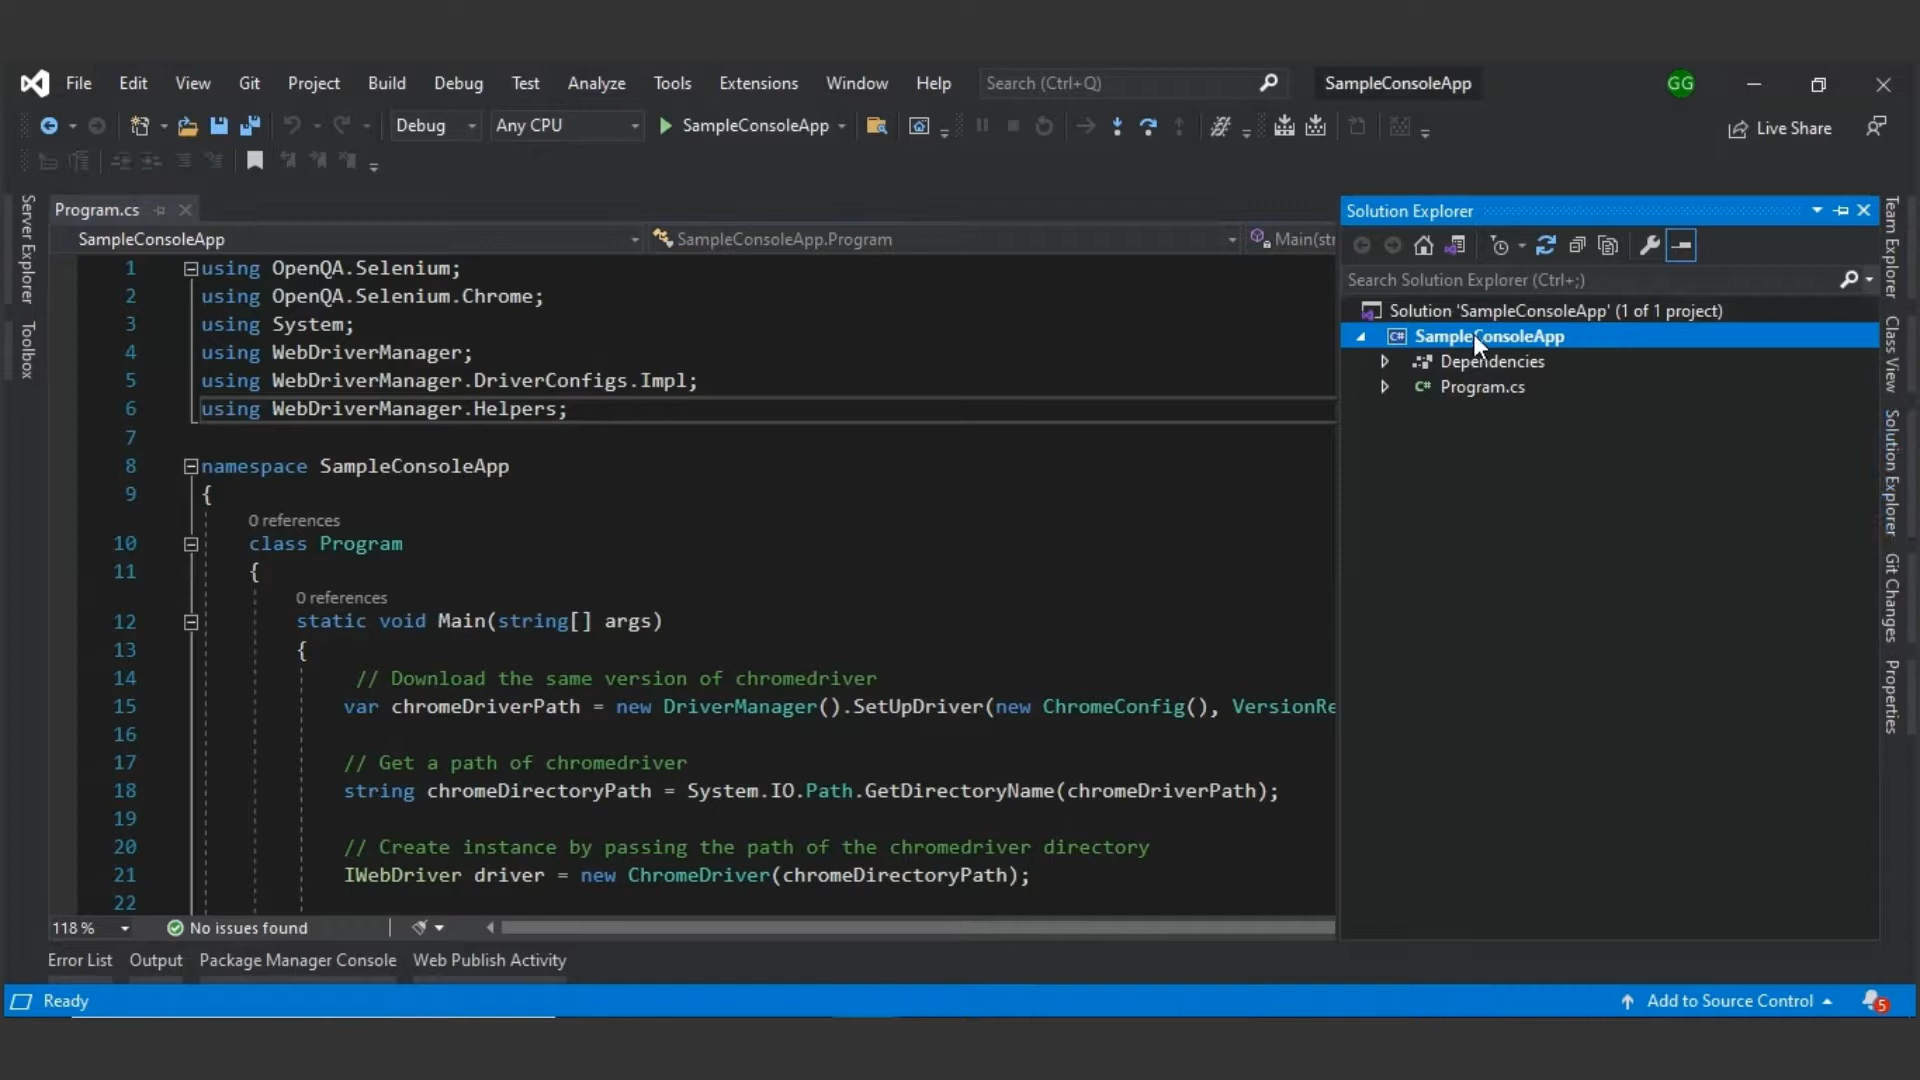 File Edit View Git Project Build Debug Test Analyze Tools Extensions Window Help Search (Ctrl+Q) SampleConsoleApp GG
Debug Any CPU SampleConsoleApp Live Share
Server Explorer
Toolbox
Program.cs
SampleConsoleApp SampleConsoleApp.Program Main(str
1 using OpenQA.Selenium;
2 using OpenQA.Selenium.Chrome;
3 using System;
4 using WebDriverManager;
5 using WebDriverManager.DriverConfigs.Impl;
6 using WebDriverManager.Helpers;
7
8 namespace SampleConsoleApp
9 {
0 references
10 class Program
11 {
0 references
12 static void Main(string[] args)
13 {
14 // Download the same version of chromedriver
15 var chromeDriverPath = new DriverManager().SetUpDriver(new ChromeConfig(), VersionRe
16
17 // Get a path of chromedriver
18 string chromeDirectoryPath = System.IO.Path.GetDirectoryName(chromeDriverPath);
19
20 // Create instance by passing the path of the chromedriver directory
21 IWebDriver driver = new ChromeDriver(chromeDirectoryPath);
22
118 % No issues found
Solution Explorer
Search Solution Explorer (Ctrl+;)
Solution 'SampleConsoleApp' (1 of 1 project)
C# SampleConsoleApp
Dependencies
C# Program.cs
Team Explorer
Class View
Solution Explorer
Git Changes
Properties
Error List Output Package Manager Console Web Publish Activity
Ready Add to Source Control 5